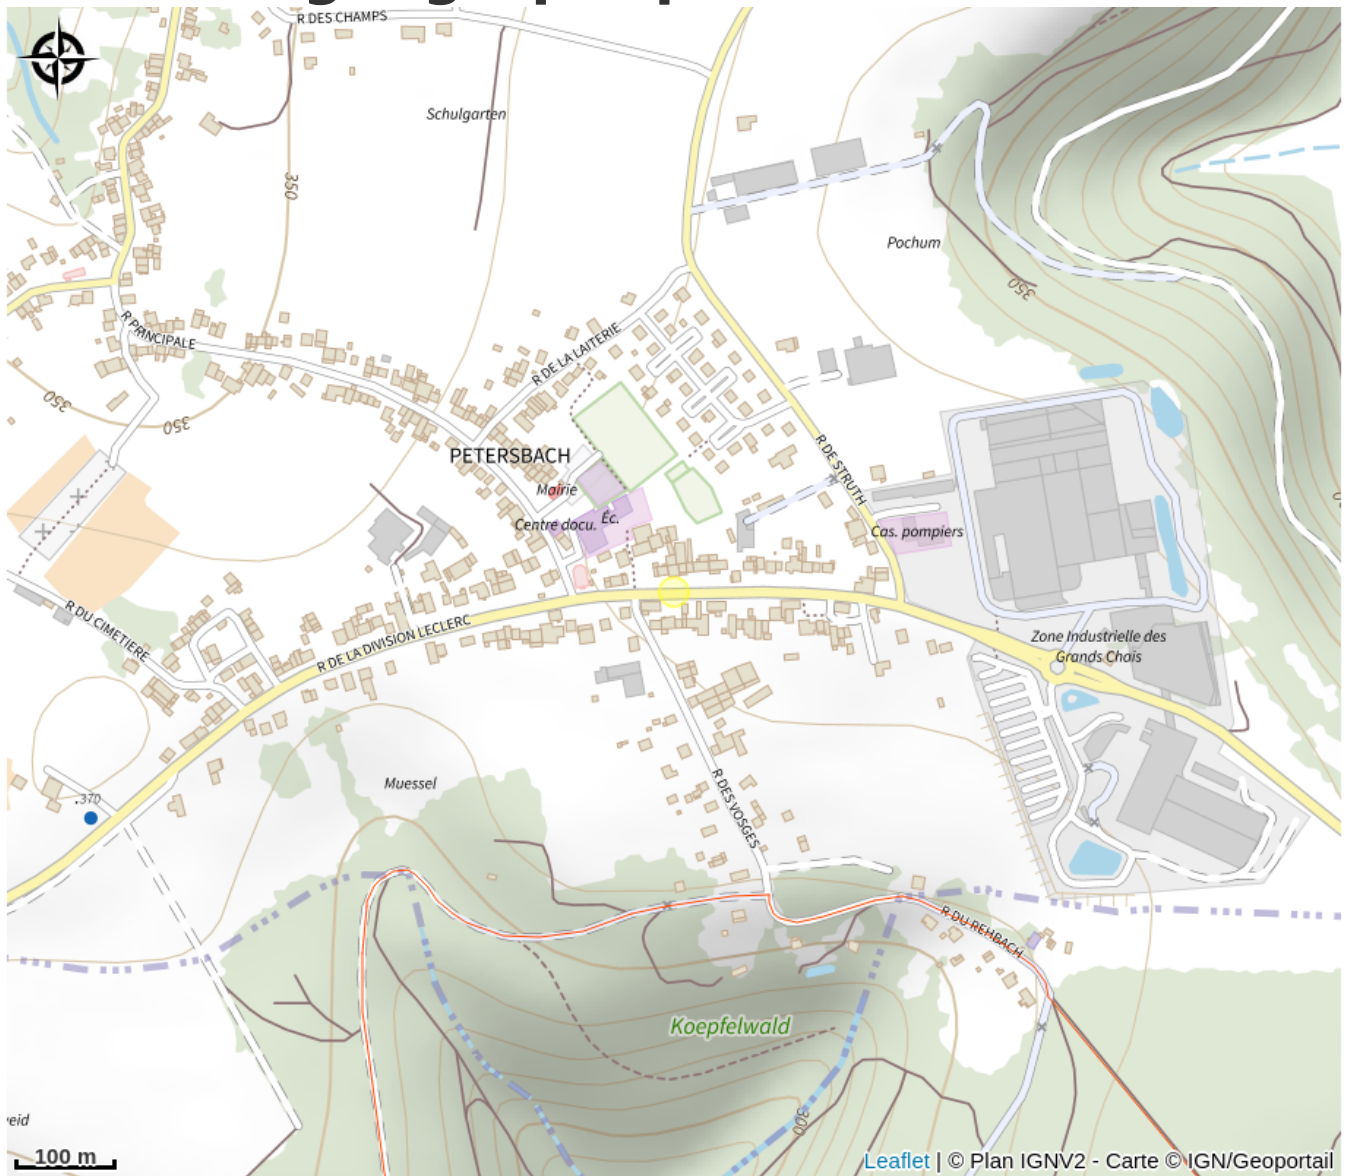 R DES CHAMPS
Schulgarten
350
Pochum
350
R PRINCIPALE
R DE LA LAITERIE
350
350
PETERSBACH
R DE STRUTH
Mairie
Centre docu.
Éc.
Cas. pompiers
R DU CIMETIERE
R DE LA DIVISION LECLERC
Zone Industrielle des
Grands Chais
Muessel
370
R DES VOSGES
R DU REHBACH
Koepfelwald
300
eid
100 m
Leaflet | © Plan IGNV2 - Carte © IGN/Geoportail